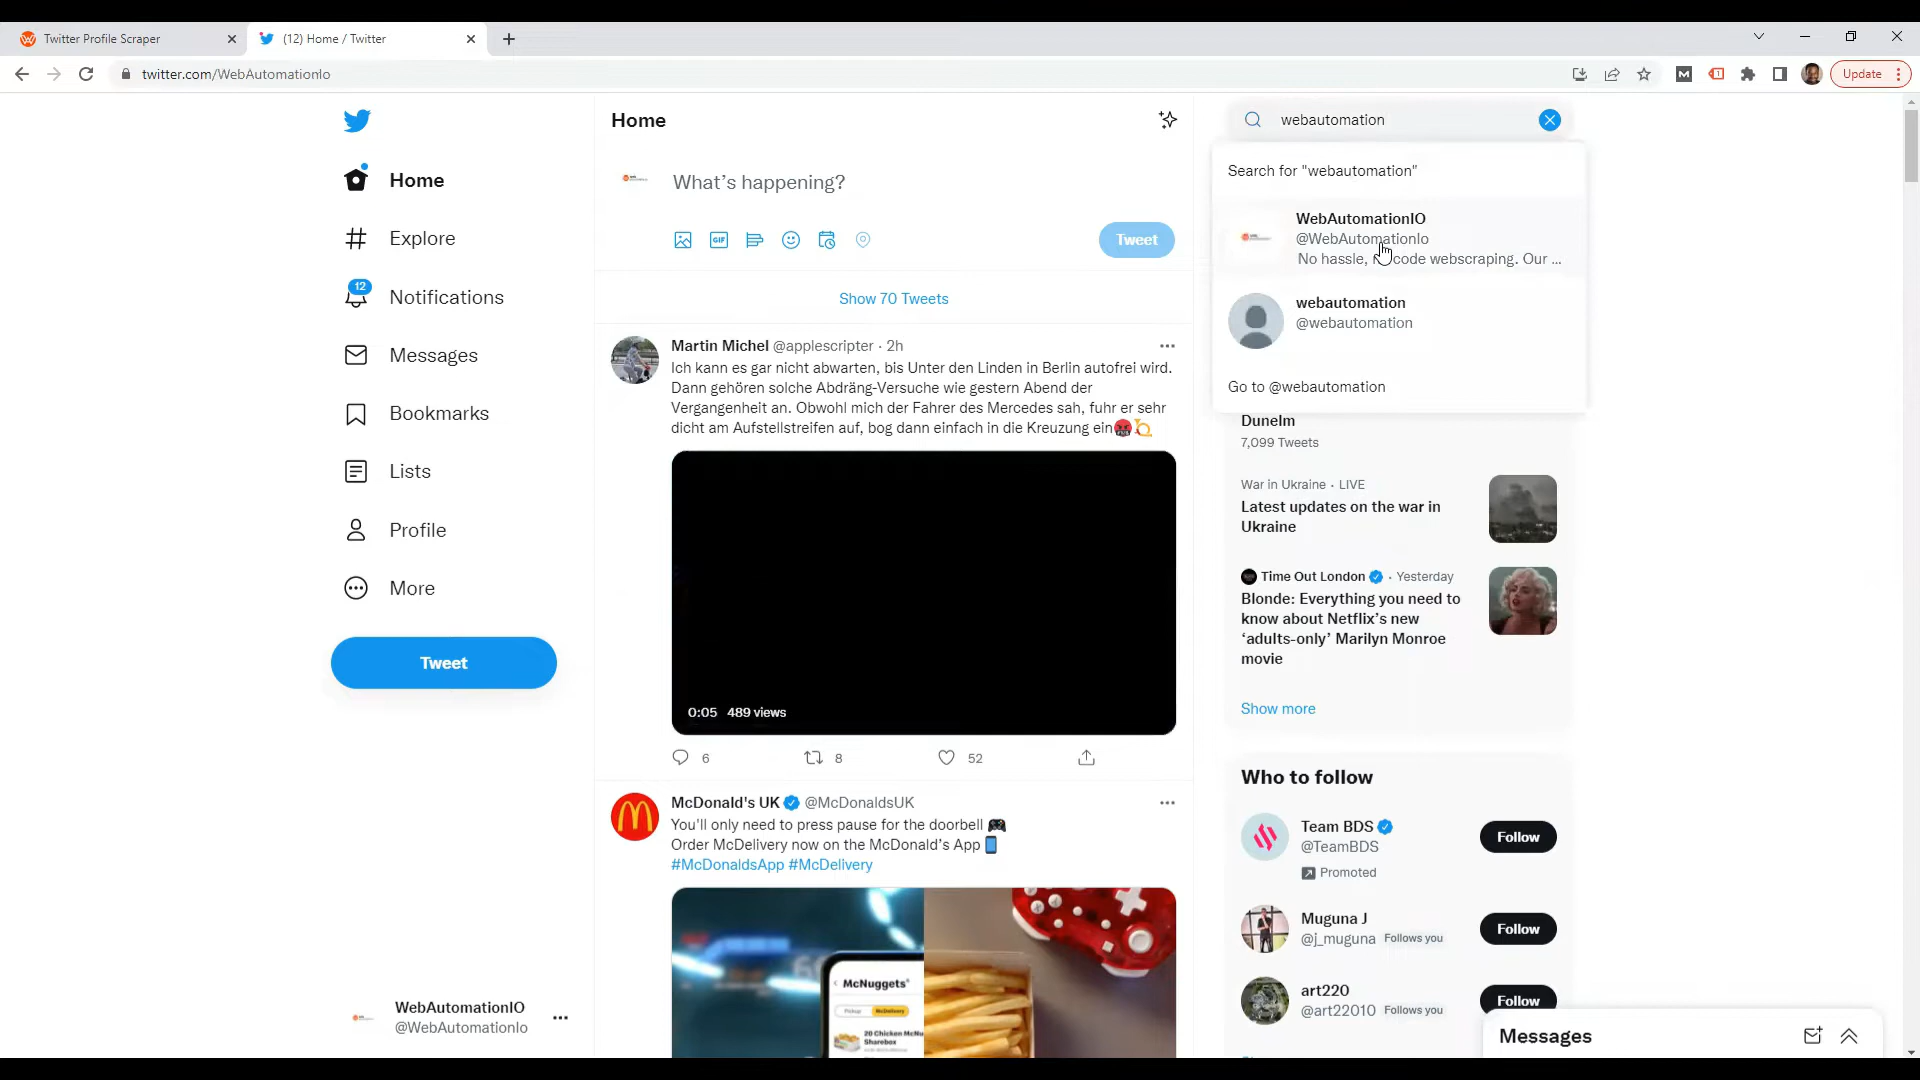 Twitter Profile Scraper
(12) Home / Twitter
twitter.com/WebAutomationIo
Update
Home
Explore
12
Notifications
Messages
Bookmarks
Lists
Profile
More
Tweet
WebAutomationIO
@WebAutomationIo
Home
What's happening?
GIF
Tweet
Show 70 Tweets
Martin Michel @applescripter · 2h
Ich kann es gar nicht abwarten, bis Unter den Linden in Berlin autofrei wird.
Dann gehören solche Abdräng-Versuche wie gestern Abend der
Vergangenheit an. Obwohl mich der Fahrer des Mercedes sah, fuhr er sehr
dicht am Aufstellstreifen auf, bog dann einfach in die Kreuzung ein
0:05 489 views
6 8 52
McDonald's UK @McDonaldsUK
You'll only need to press pause for the doorbell
Order McDelivery now on the McDonald's App
#McDonaldsApp #McDelivery
McNuggets®
Pickup McDelivery
20 Chicken McNu
Sharebox
webautomation
Search for "webautomation"
WebAutomationIO
@WebAutomationIo
No hassle, code webscraping. Our ...
webautomation
@webautomation
Go to @webautomation
Dunelm
7,099 Tweets
War in Ukraine · LIVE
Latest updates on the war in
Ukraine
Time Out London · Yesterday
Blonde: Everything you need to
know about Netflix's new
'adults-only' Marilyn Monroe
movie
Show more
Who to follow
Team BDS
@TeamBDS
Promoted
Follow
Muguna J
@j_muguna Follows you
Follow
art220
@art22010 Follows you
Follow
Messages